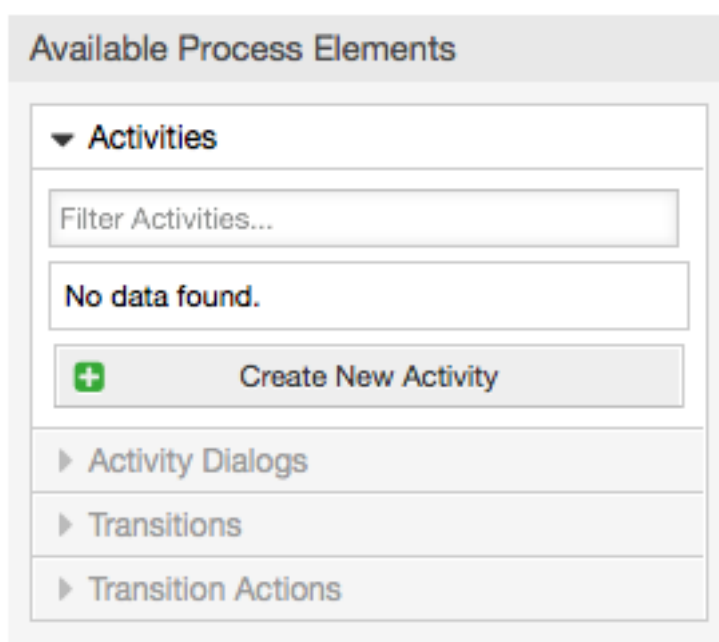 Available Process Elements
Activities
Filter Activities...
No data found.
Create New Activity
Activity Dialogs
Transitions
Transition Actions